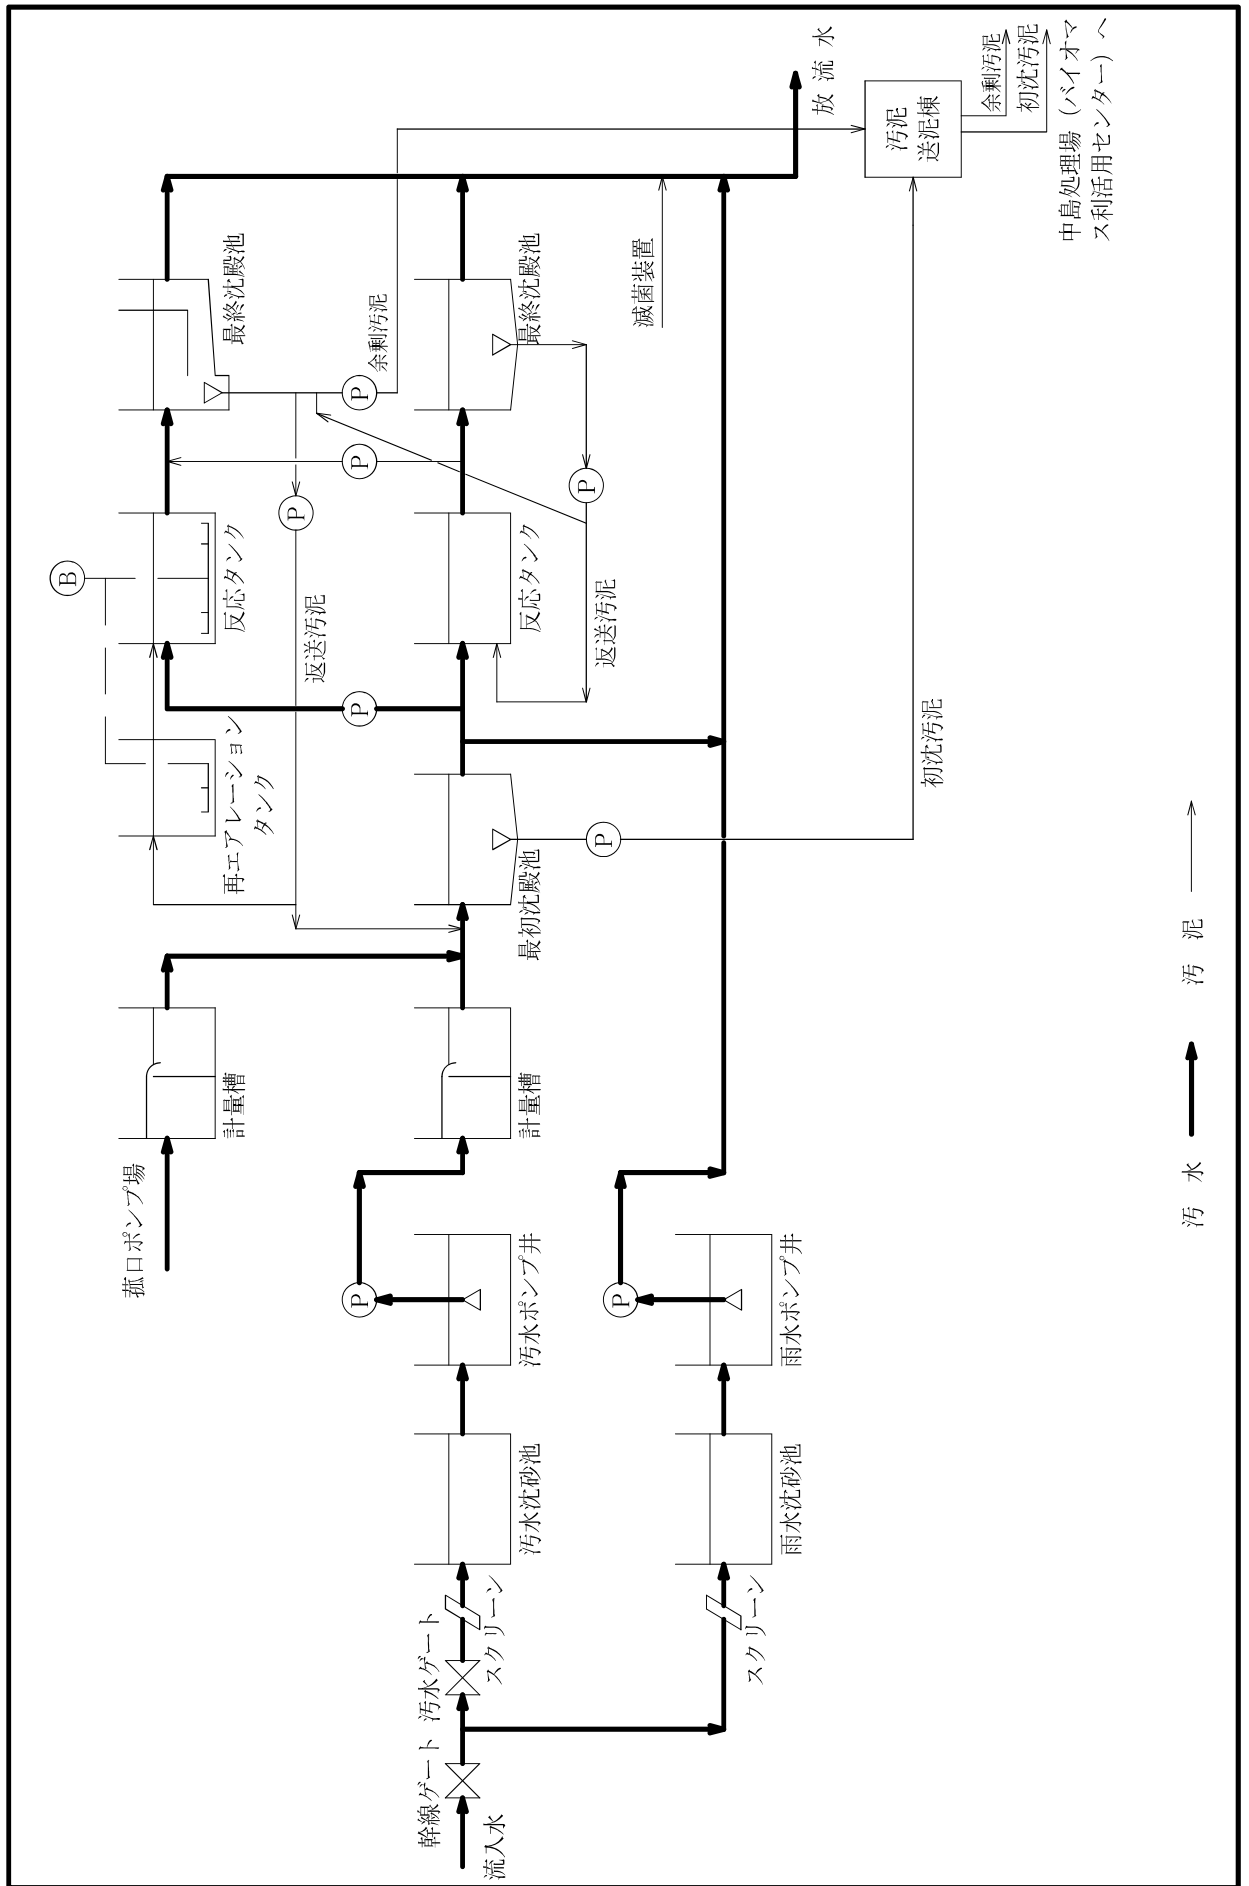 流入水
幹線ゲート
汚水ゲート
スクリーン
汚水沈砂池
汚水ポンプ井
P
計量槽
菰口ポンプ場
計量槽
最初沈殿池
P
再エアレーション
タンク
B
反応タンク
P
返送汚泥
P
反応タンク
返送汚泥
P
P
最終沈殿池
P
余剰汚泥
最終沈殿池
滅菌装置
放流水
スクリーン
雨水沈砂池
雨水ポンプ井
P
初沈汚泥
汚泥
送泥棟
余剰汚泥
初沈汚泥
中島処理場（バイオマ
ス利活用センター）へ
汚水
汚泥